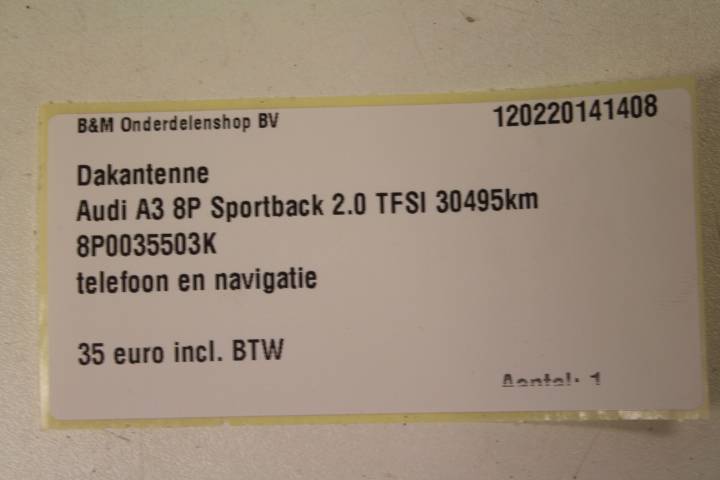 B&M Onderdelenshop BV
120220141408
Dakantenne
Audi A3 8P Sportback 2.0 TFSI 30495km
8P0035503K
telefoon en navigatie
35 euro incl. BTW
Aantal: 1